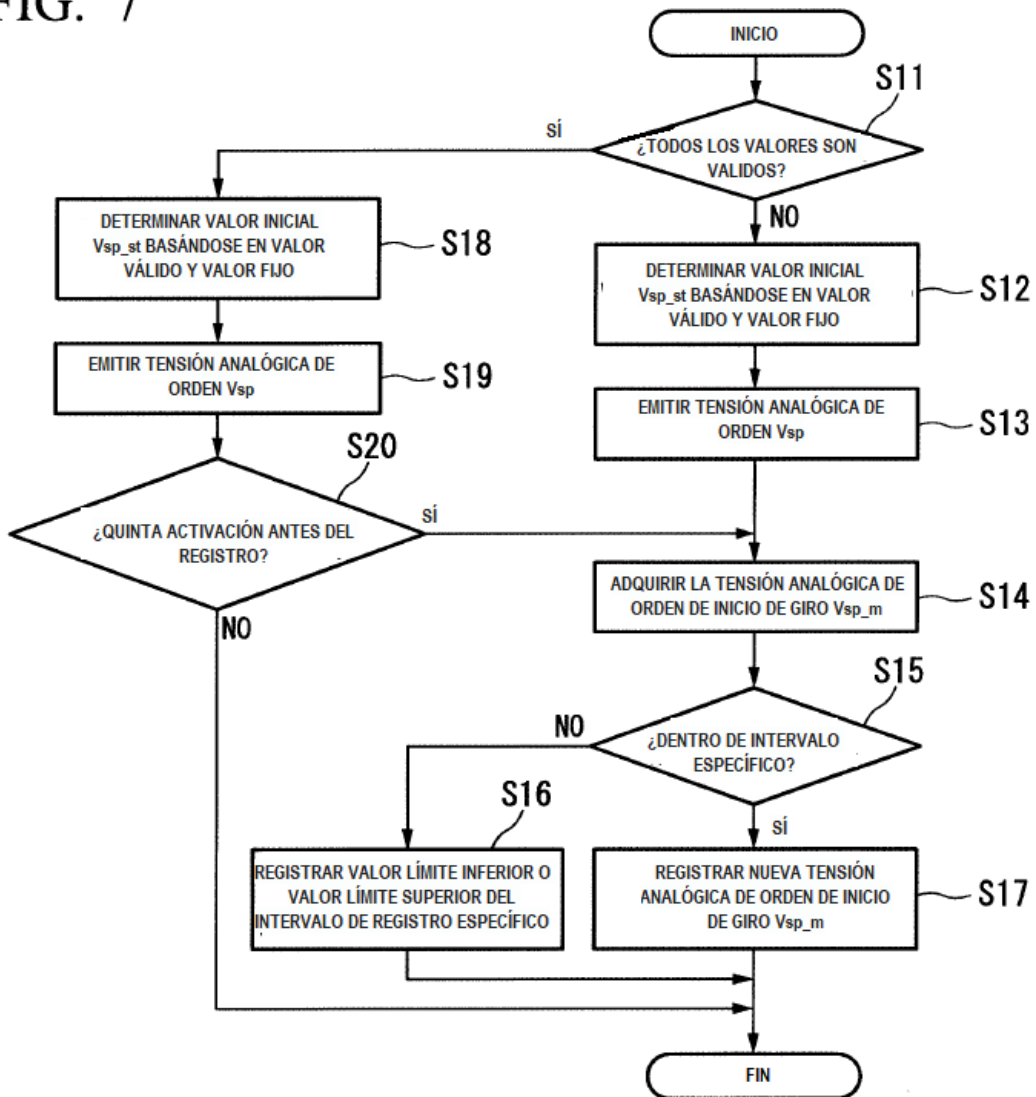 FIG. 7
INICIO
S11
¿TODOS LOS VALORES SON
VALIDOS?
SÍ
NO
DETERMINAR VALOR INICIAL
Vsp_st BASÁNDOSE EN VALOR
VÁLIDO Y VALOR FIJO
S18
DETERMINAR VALOR INICIAL
Vsp_st BASÁNDOSE EN VALOR
VÁLIDO Y VALOR FIJO
S12
EMITIR TENSIÓN ANALÓGICA DE
ORDEN Vsp
S19
EMITIR TENSIÓN ANALÓGICA DE
ORDEN Vsp
S13
S20
¿QUINTA ACTIVACIÓN ANTES DEL
REGISTRO?
SÍ
NO
ADQUIRIR LA TENSIÓN ANALÓGICA DE
ORDEN DE INICIO DE GIRO Vsp_m
S14
S15
¿DENTRO DE INTERVALO
ESPECÍFICO?
NO
SÍ
S16
REGISTRAR VALOR LÍMITE INFERIOR O
VALOR LÍMITE SUPERIOR DEL
INTERVALO DE REGISTRO ESPECÍFICO
REGISTRAR NUEVA TENSIÓN
ANALÓGICA DE ORDEN DE INICIO
DE GIRO Vsp_m
S17
FIN